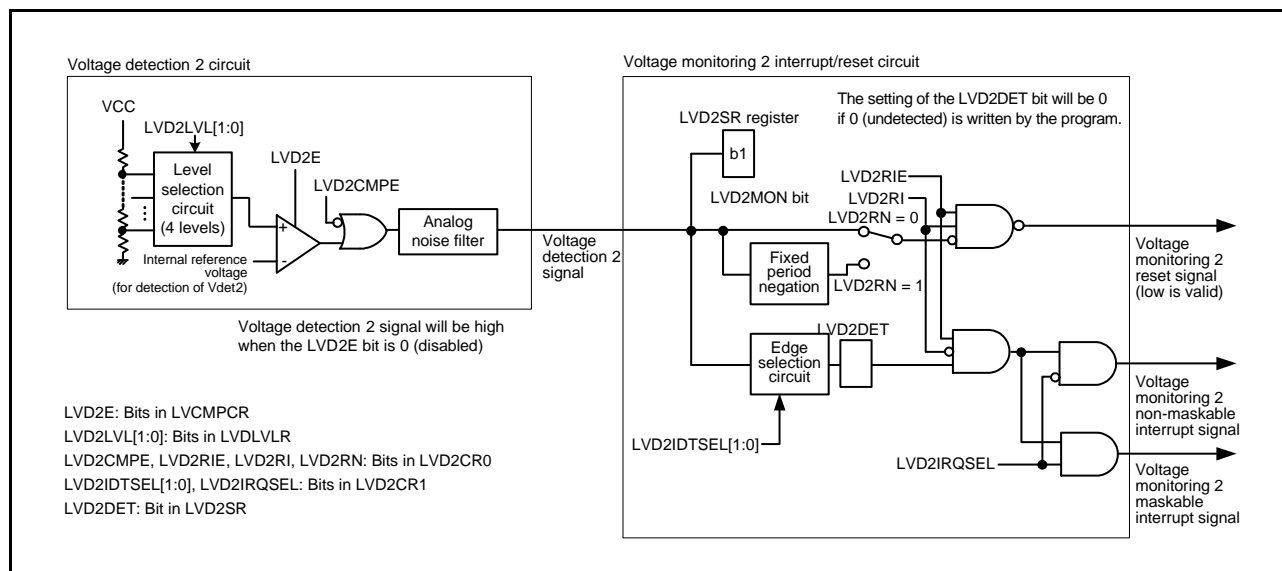 Voltage detection 2 circuit
VCC
LVD2LVL[1:0]
Level
selection
circuit
(4 levels)
LVD2E
LVD2CMPE
+
-
Internal reference
voltage
(for detection of Vdet2)
Analog
noise filter
Voltage
detection 2
signal
Voltage detection 2 signal will be high
when the LVD2E bit is 0 (disabled)
Voltage monitoring 2 interrupt/reset circuit
The setting of the LVD2DET bit will be 0
if 0 (undetected) is written by the program.
LVD2SR register
b1
LVD2MON bit
LVD2RIE
LVD2RI
LVD2RN = 0
Fixed
period
negation
LVD2RN = 1
LVD2DET
Edge
selection
circuit
LVD2IDTSEL[1:0]
LVD2IRQSEL
Voltage
monitoring 2
reset signal
(low is valid)
Voltage
monitoring 2
non-maskable
interrupt signal
Voltage
monitoring 2
maskable
interrupt signal
LVD2E: Bits in LVCMPCR
LVD2LVL[1:0]: Bits in LVDLVLR
LVD2CMPE, LVD2RIE, LVD2RI, LVD2RN: Bits in LVD2CR0
LVD2IDTSEL[1:0], LVD2IRQSEL: Bits in LVD2CR1
LVD2DET: Bit in LVD2SR